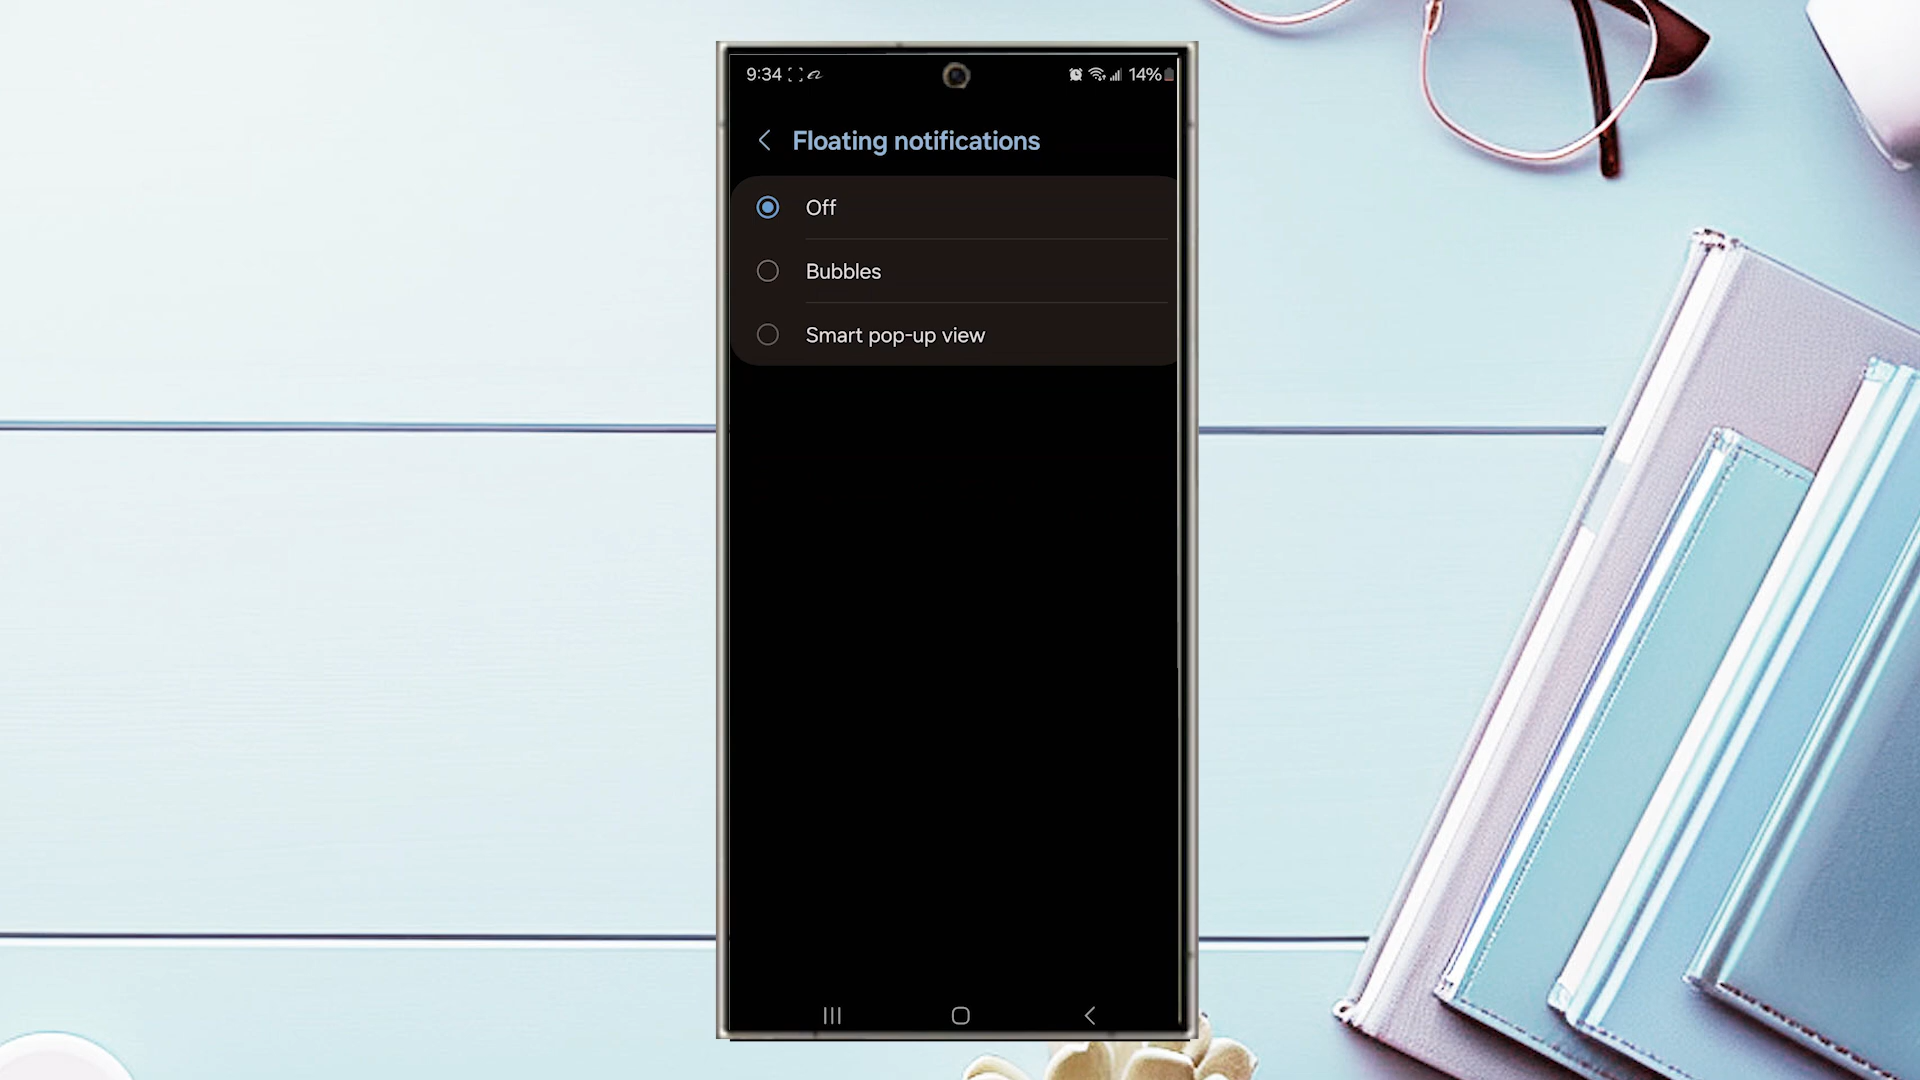 9:34 14%
Floating notifications
Off
Bubbles
Smart pop-up view